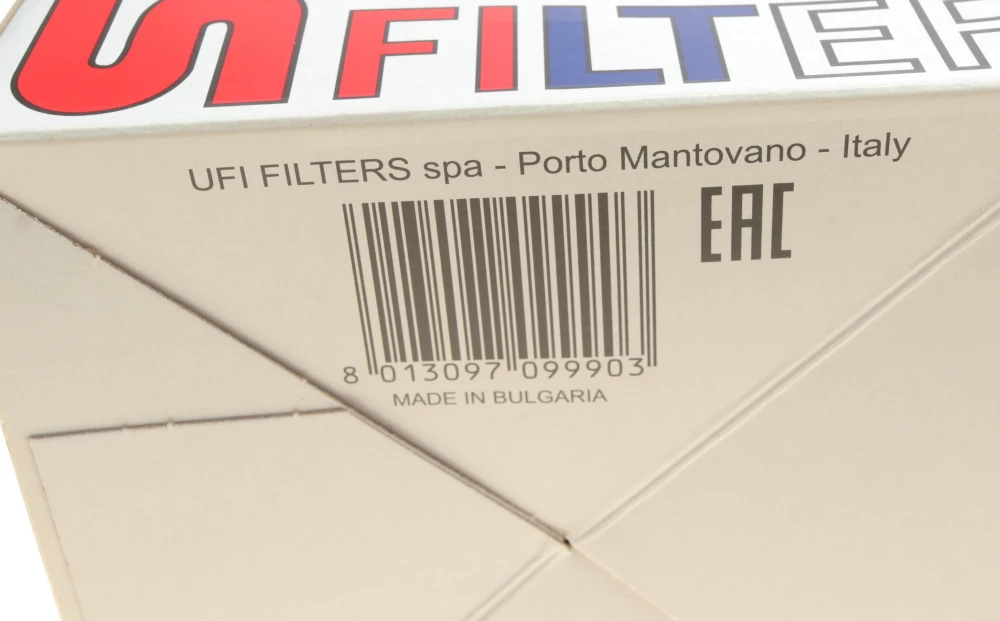 FILTER
UFI FILTERS spa - Porto Mantovano - Italy
EAC
8 013097 099903
MADE IN BULGARIA